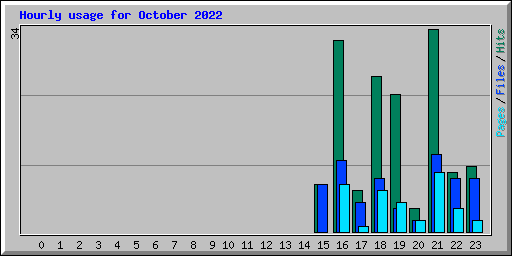 Hourly usage for October 2022
34
Pages/Files/Hits
0 1 2 3 4 5 6 7 8 9 10 11 12 13 14 15 16 17 18 19 20 21 22 23